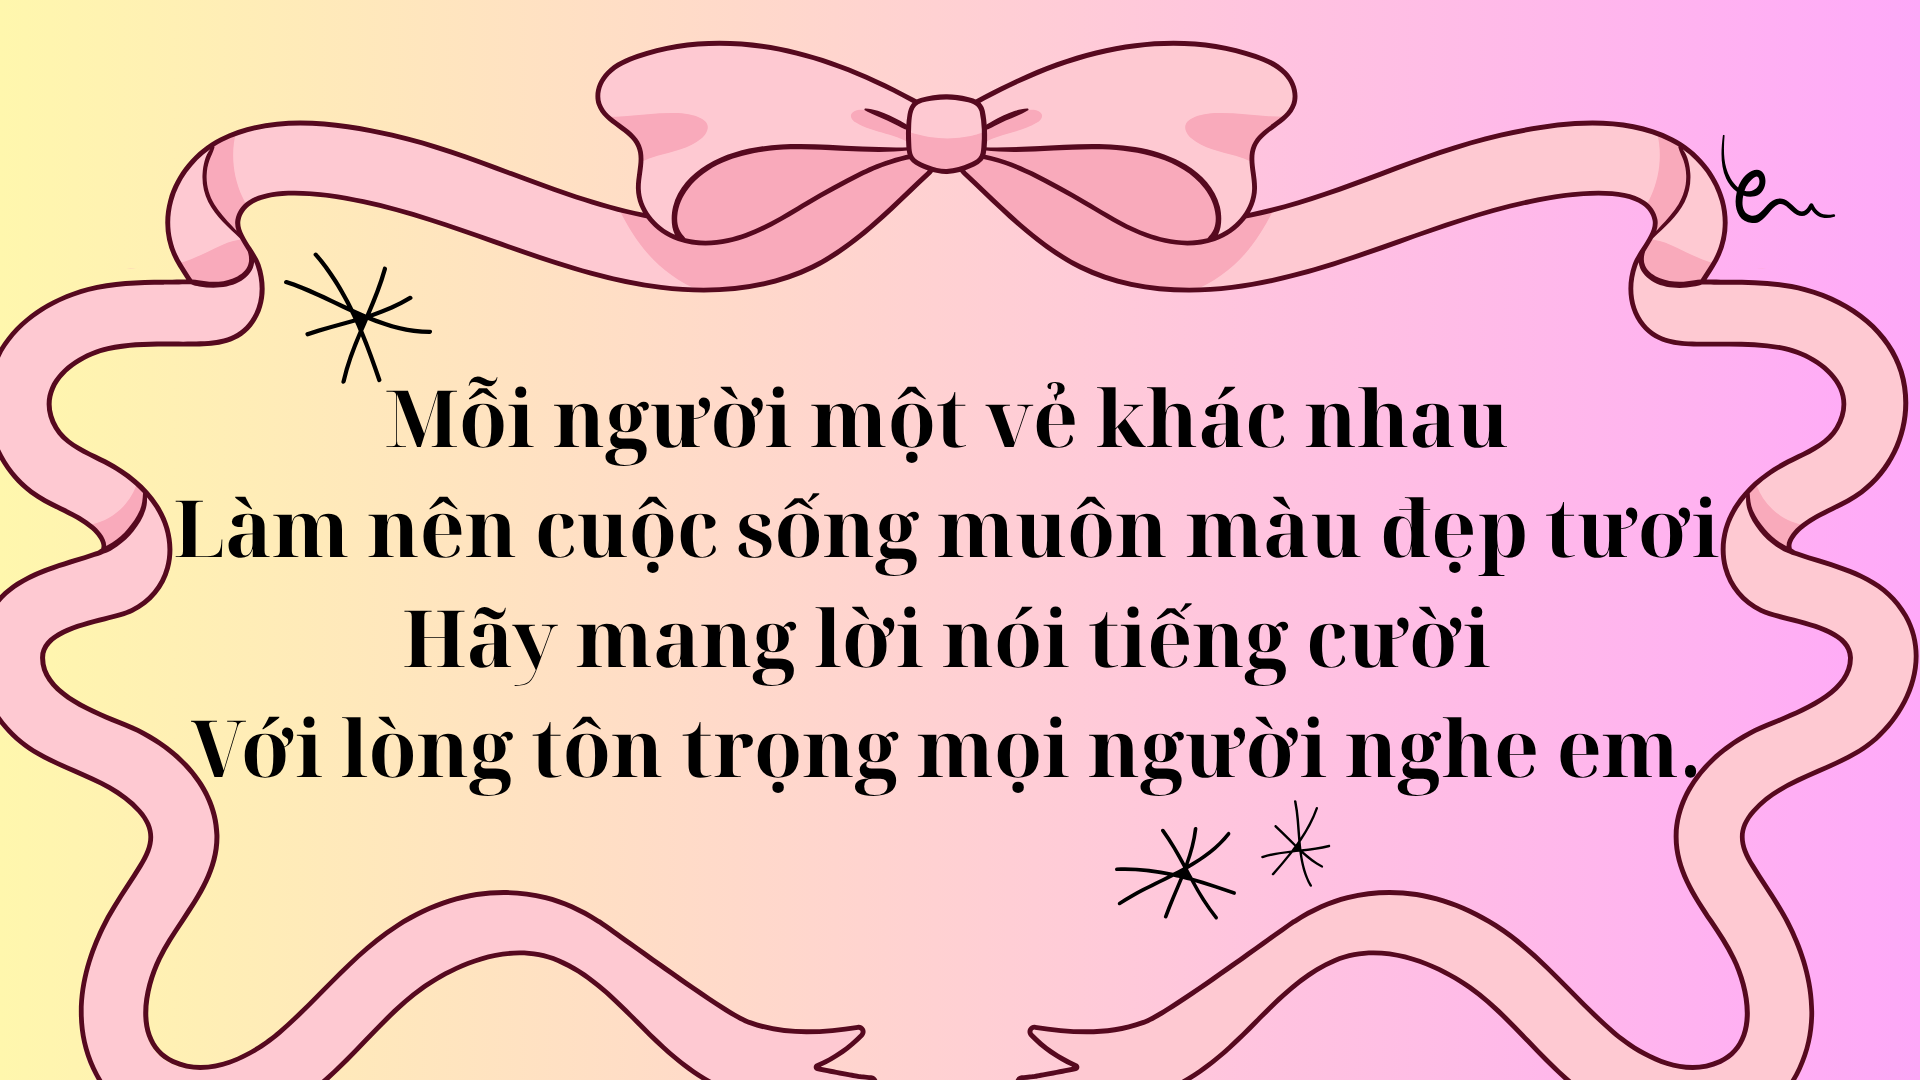 Mỗi người một vẻ khác nhau
Làm nên cuộc sống muôn màu đẹp tươi
Hãy mang lời nói tiếng cười
Với lòng tôn trọng mọi người nghe em.